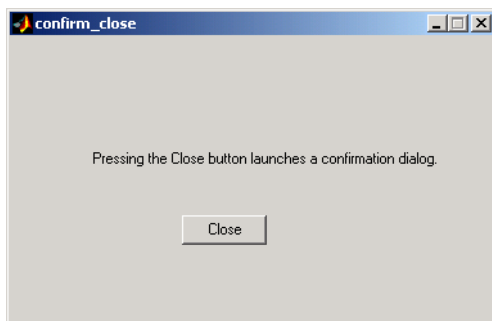 confirm_close
Pressing the Close button launches a confirmation dialog.
Close